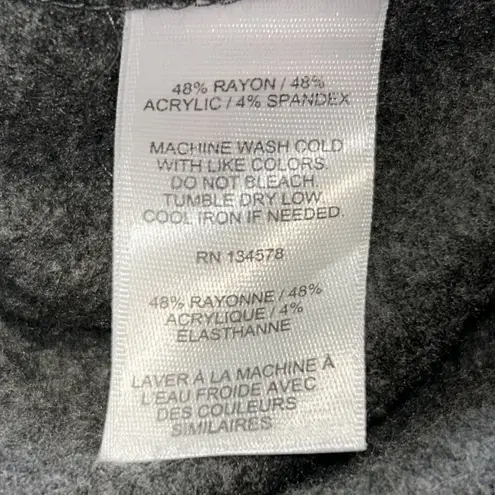 48% RAYON / 48%
ACRYLIC / 4% SPANDEX
MACHINE WASH COLD
WITH LIKE COLORS.
DO NOT BLEACH.
TUMBLE DRY LOW
COOL IRON IF NEEDED.
RN 134578
48% RAYONNE / 48%
ACRYLIQUE / 4%
ELASTHANNE
LAVER À LA MACHINE À
L'EAU FROIDE AVEC
DES COULEURS
SIMILAIRES